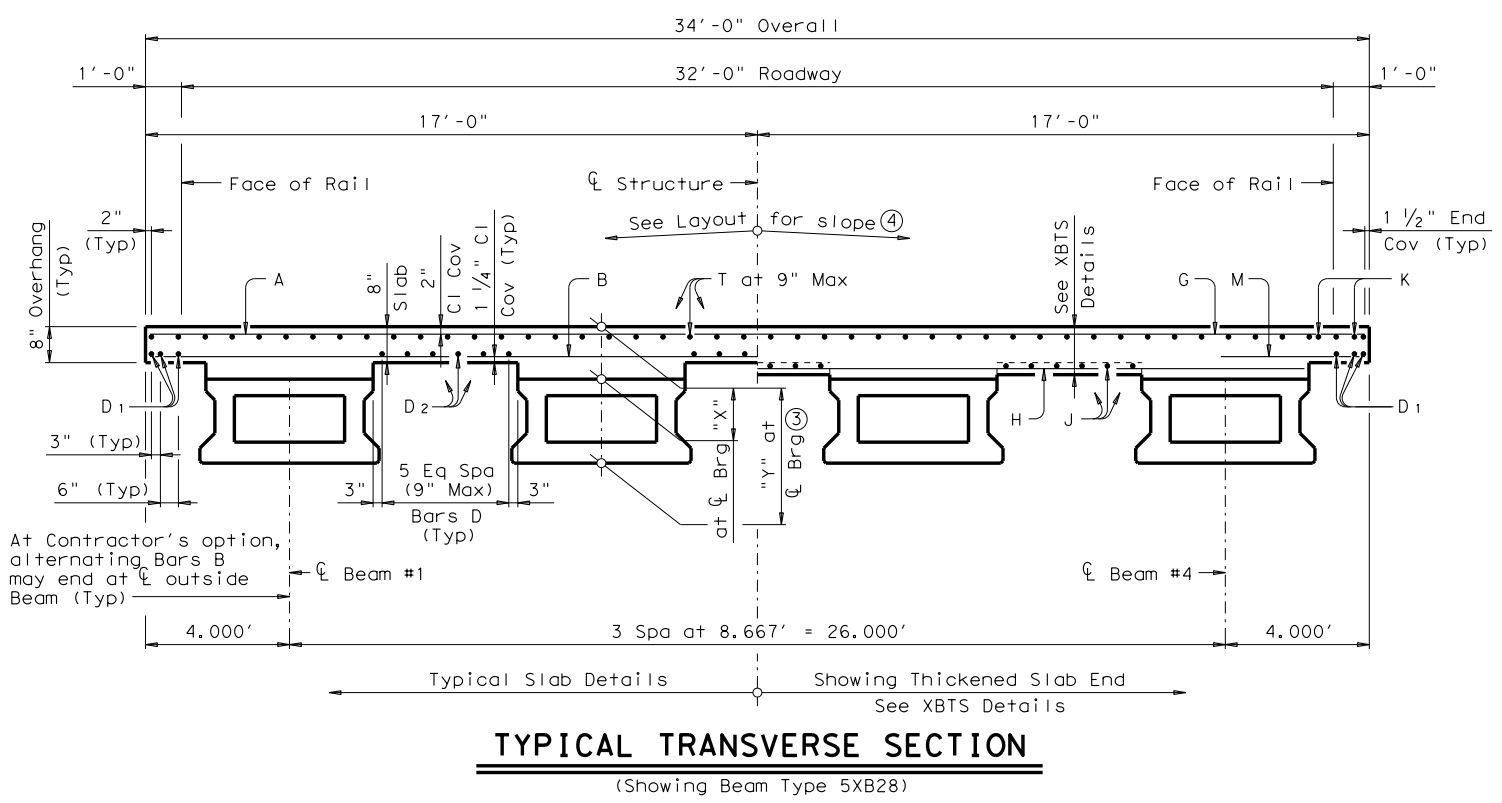 34'-0" Overall
1'-0"
32'-0" Roadway
1'-0"
17'-0"
17'-0"
Face of Rail
℄ Structure
Face of Rail
See Layout for slope ④
2"
(Typ)
8" Overhang
(Typ)
A
8"
Slab
2"
Cl Cov
1 1/4" Cl
Cov (Typ)
B
T at 9" Max
See XBTS
Details
G
M
1 1/2" End
Cov (Typ)
K
D1
D2
H
J
D1
3" (Typ)
6" (Typ)
3"
5 Eq Spa
(9" Max)
3"
Bars D
(Typ)
"X"
at ℄ Brg
"Y" at
℄ Brg ③
At Contractor's option,
alternating Bars B
may end at ℄ outside
Beam (Typ)
℄ Beam #1
℄ Beam #4
4.000'
3 Spa at 8.667' = 26.000'
4.000'
Typical Slab Details
Showing Thickened Slab End
See XBTS Details
TYPICAL TRANSVERSE SECTION
(Showing Beam Type 5XB28)